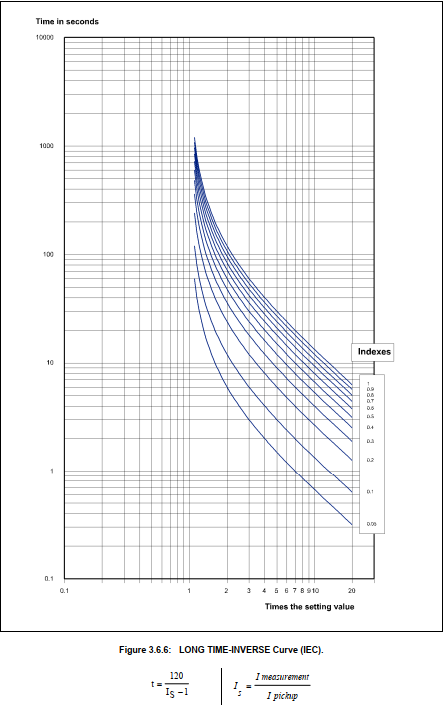 Time in seconds
10000
1000
100
10
1
0.1
Indexes
1
0.9
0.8
0.7
0.6
0.5
0.4
0.3
0.2
0.1
0.05
0.1 1 2 3 4 5 6 7 8 9 10 20
Times the setting value
Figure 3.6.6: LONG TIME-INVERSE Curve (IEC).
t = 120 / IS −1
Is = I measurement / I pickup